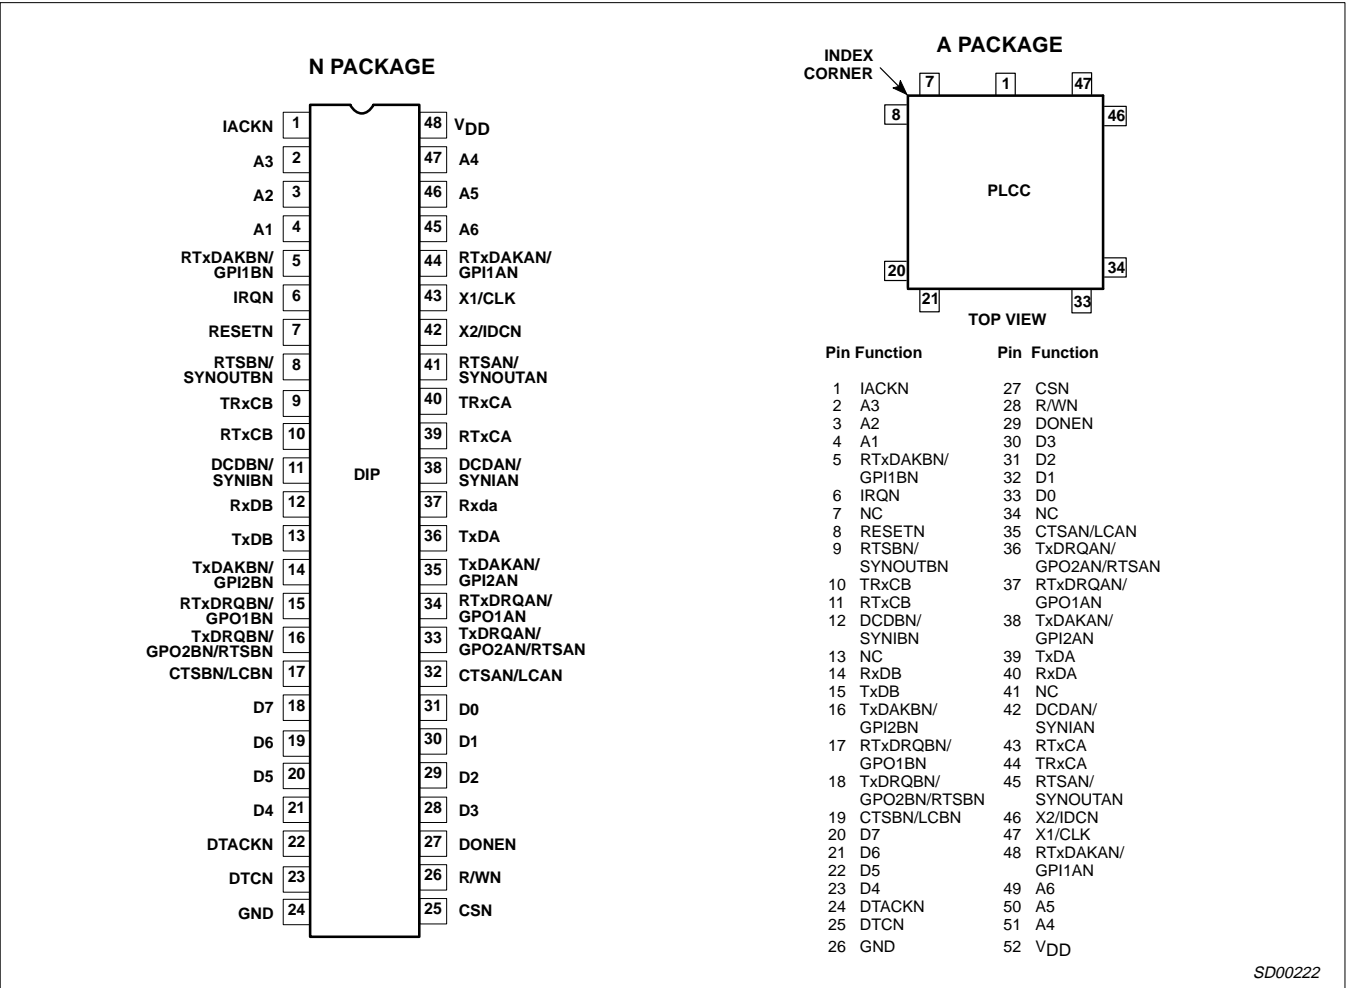 N PACKAGE
IACKN 1
A3 2
A2 3
A1 4
RTxDAKBN/
GPI1BN 5
IRQN 6
RESETN 7
RTSBN/
SYNOUTBN 8
TRxCB 9
RTxCB 10
DCDBN/
SYNIBN 11
RxDB 12
TxDB 13
TxDAKBN/
GPI2BN 14
RTxDRQBN/
GPO1BN 15
TxDRQBN/
GPO2BN/RTSBN 16
CTSBN/LCBN 17
D7 18
D6 19
D5 20
D4 21
DTACKN 22
DTCN 23
GND 24
DIP
48 VDD
47 A4
46 A5
45 A6
44 RTxDAKAN/
GPI1AN
43 X1/CLK
42 X2/IDCN
41 RTSAN/
SYNOUTAN
40 TRxCA
39 RTxCA
38 DCDAN/
SYNIAN
37 Rxda
36 TxDA
35 TxDAKAN/
GPI2AN
34 RTxDRQAN/
GPO1AN
33 TxDRQAN/
GPO2AN/RTSAN
32 CTSAN/LCAN
31 D0
30 D1
29 D2
28 D3
27 DONEN
26 R/WN
25 CSN
A PACKAGE
INDEX
CORNER
7 1 47
8 46
PLCC
20 34
21 33
TOP VIEW
Pin Function
1 IACKN
2 A3
3 A2
4 A1
5 RTxDAKBN/
GPI1BN
6 IRQN
7 NC
8 RESETN
9 RTSBN/
SYNOUTBN
10 TRxCB
11 RTxCB
12 DCDBN/
SYNIBN
13 NC
14 RxDB
15 TxDB
16 TxDAKBN/
GPI2BN
17 RTxDRQBN/
GPO1BN
18 TxDRQBN/
GPO2BN/RTSBN
19 CTSBN/LCBN
20 D7
21 D6
22 D5
23 D4
24 DTACKN
25 DTCN
26 GND
Pin Function
27 CSN
28 R/WN
29 DONEN
30 D3
31 D2
32 D1
33 D0
34 NC
35 CTSAN/LCAN
36 TxDRQAN/
GPO2AN/RTSAN
37 RTxDRQAN/
GPO1AN
38 TxDAKAN/
GPI2AN
39 TxDA
40 RxDA
41 NC
42 DCDAN/
SYNIAN
43 RTxCA
44 TRxCA
45 RTSAN/
SYNOUTAN
46 X2/IDCN
47 X1/CLK
48 RTxDAKAN/
GPI1AN
49 A6
50 A5
51 A4
52 VDD
SD00222